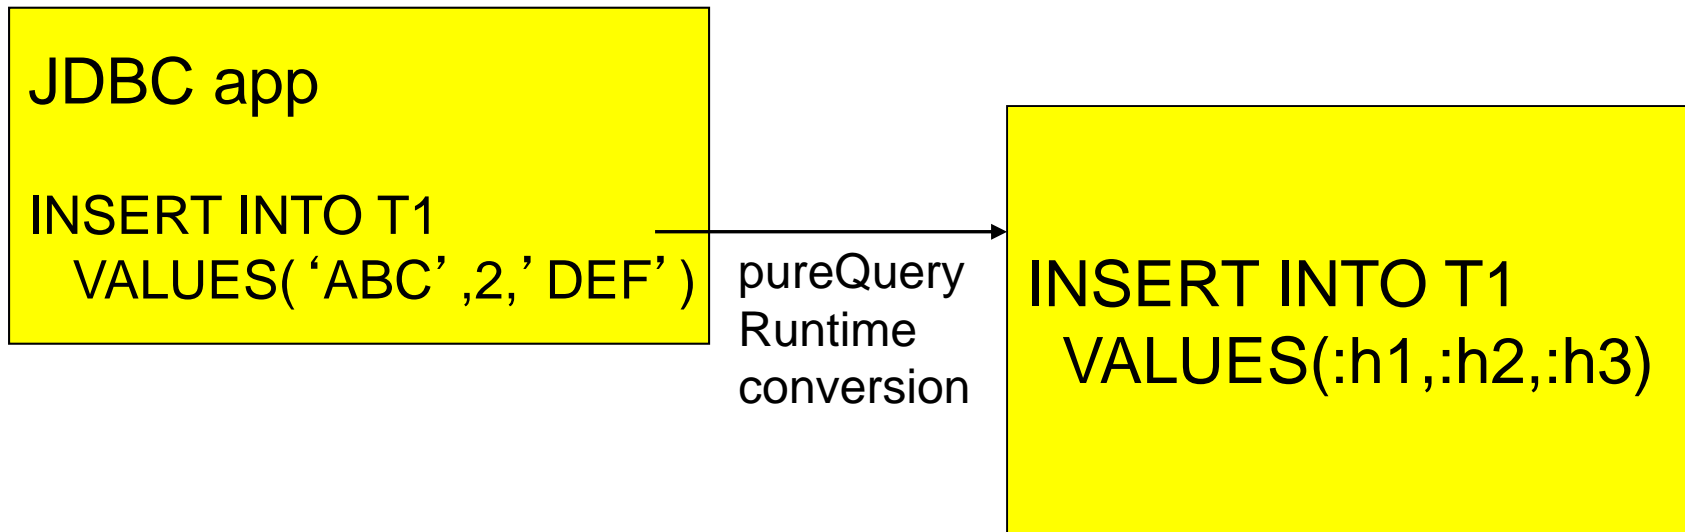 JDBC app
INSERT INTO T1
VALUES( ‘ABC’ ,2,’ DEF’ )
pureQuery
Runtime
conversion
INSERT INTO T1
VALUES(:h1,:h2,:h3)